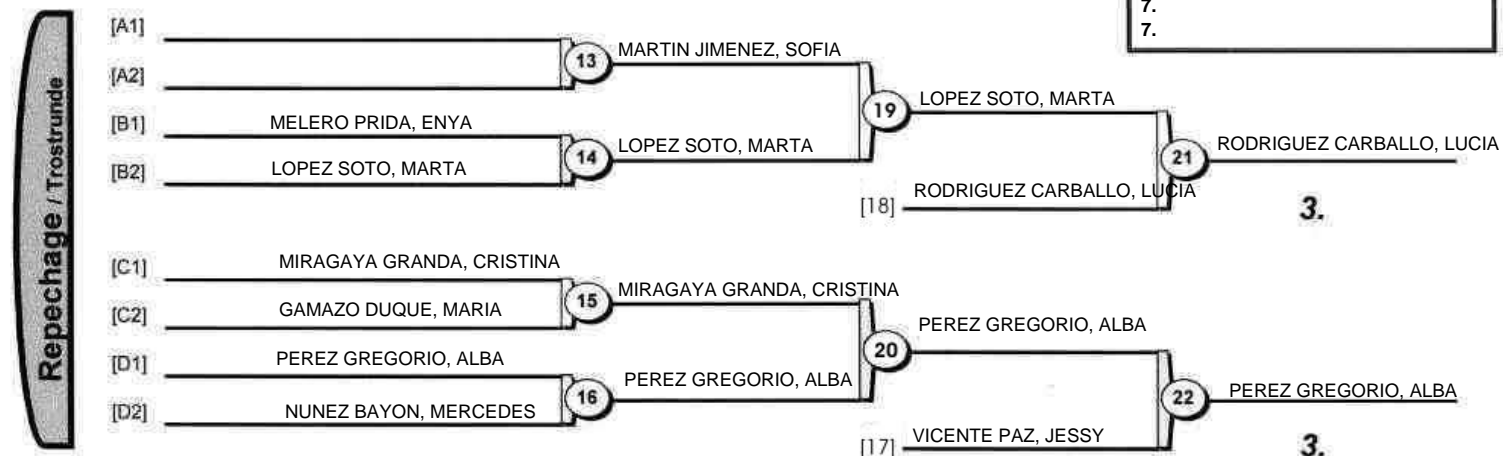 7.
7.
Repechage / Trostrunde
[A1]
[A2]
13
MARTIN JIMENEZ, SOFIA
[B1] MELERO PRIDA, ENYA
[B2] LOPEZ SOTO, MARTA
14
LOPEZ SOTO, MARTA
19
LOPEZ SOTO, MARTA
[18] RODRIGUEZ CARBALLO, LUCIA
21
RODRIGUEZ CARBALLO, LUCIA
3.
[C1] MIRAGAYA GRANDA, CRISTINA
[C2] GAMAZO DUQUE, MARIA
15
MIRAGAYA GRANDA, CRISTINA
[D1] PEREZ GREGORIO, ALBA
[D2] NUNEZ BAYON, MERCEDES
16
PEREZ GREGORIO, ALBA
20
PEREZ GREGORIO, ALBA
[17] VICENTE PAZ, JESSY
22
PEREZ GREGORIO, ALBA
3.